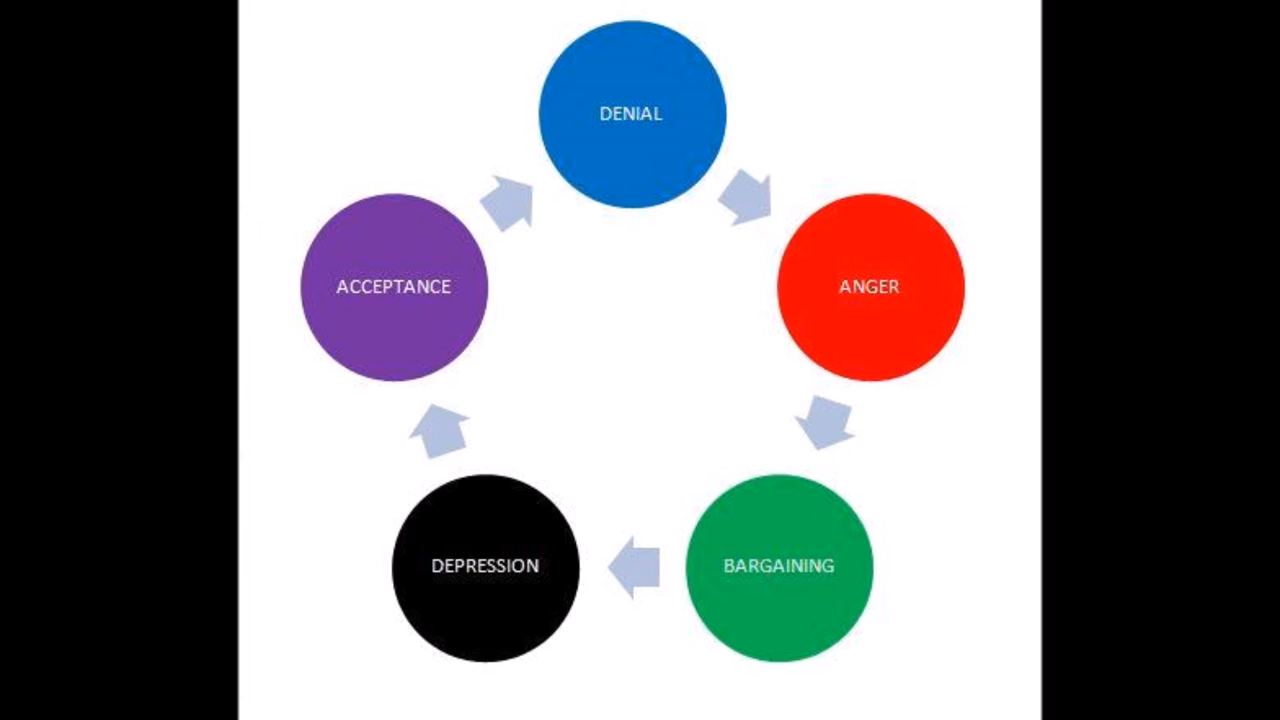 DENIAL
ANGER
BARGAINING
DEPRESSION
ACCEPTANCE